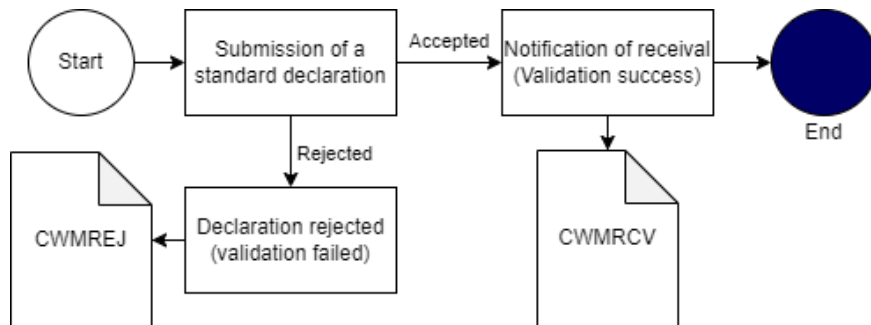 Start
Submission of a
standard declaration
Accepted
Notification of receival
(Validation success)
End
Rejected
CWMREJ
Declaration rejected
(validation failed)
CWMRCV